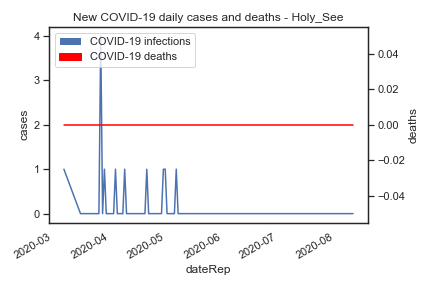 New COVID-19 daily cases and deaths - Holy_See
COVID-19 infections
COVID-19 deaths
4
3
2
1
0
cases
0.04
0.02
0.00
−0.02
−0.04
deaths
2020-03
2020-04
2020-05
2020-06
2020-07
2020-08
dateRep